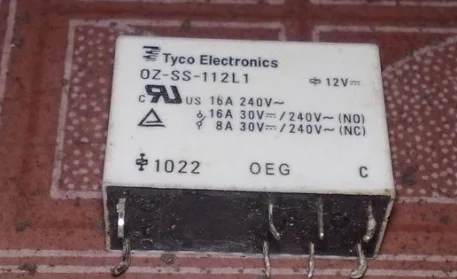 Tyco Electronics
OZ-SS-112L1 12V⎓
c RU US 16A 240V~
16A 30V⎓/240V~(NO)
8A 30V⎓/240V~(NC)
1022 OEG C